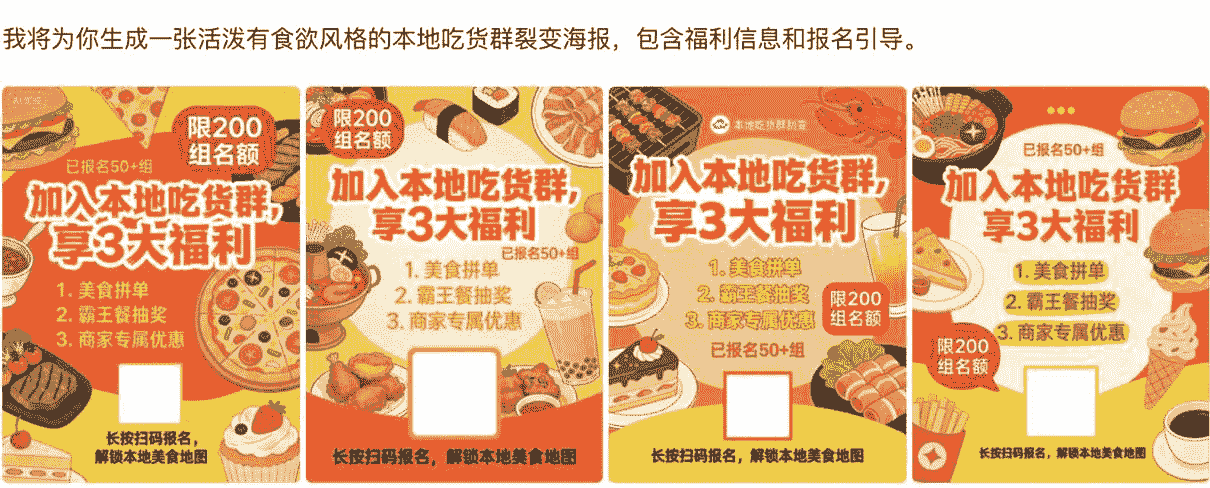 我将为你生成一张活泼有食欲风格的本地吃货群裂变海报，包含福利信息和报名引导。
限200
组名额
已报名50+组
加入本地吃货群，
享3大福利
1. 美食拼单
2. 霸王餐抽奖
3. 商家专属优惠
长按扫码报名，
解锁本地美食地图
限200
组名额
加入本地吃货群，
享3大福利
已报名50+组
1. 美食拼单
2. 霸王餐抽奖
3. 商家专属优惠
长按扫码报名，解锁本地美食地图
本地吃货群裂变
加入本地吃货群，
享3大福利
1. 美食拼单
2. 霸王餐抽奖
3. 商家专属优惠
限200
组名额
已报名50+组
长按扫码报名，解锁本地美食地图
已报名50+组
加入本地吃货群
享3大福利
1. 美食拼单
2. 霸王餐抽奖
3. 商家专属优惠
限200
组名额
长按扫码报名，解锁本地美食地图